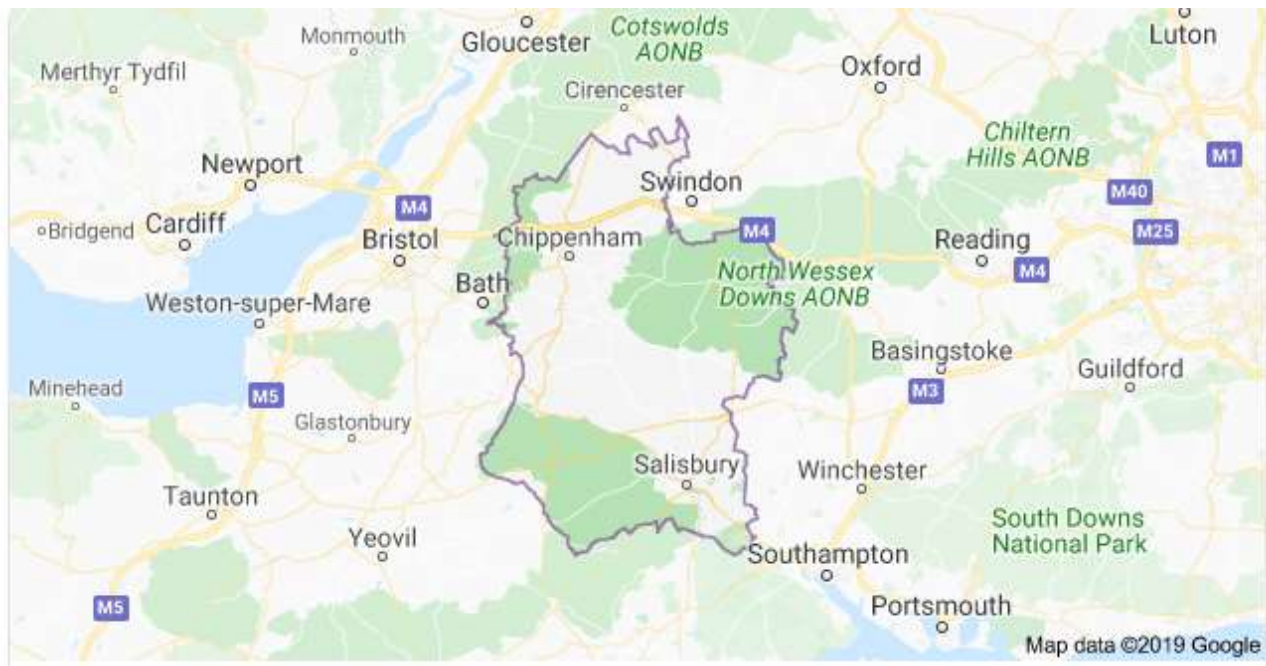 Monmouth
Gloucester
Cotswolds
AONB
Luton
Merthyr Tydfil
Cirencester
Oxford
Chiltern
Hills AONB
M1
Newport
Swindon
M40
M4
Cardiff
Bridgend
Bristol
Chippenham
M4
Reading
M25
M4
Bath
North Wessex
Downs AONB
Weston-super-Mare
Basingstoke
Guildford
Minehead
M5
M3
Glastonbury
Salisbury
Winchester
Taunton
Yeovil
South Downs
National Park
Southampton
M5
Portsmouth
Map data ©2019 Google